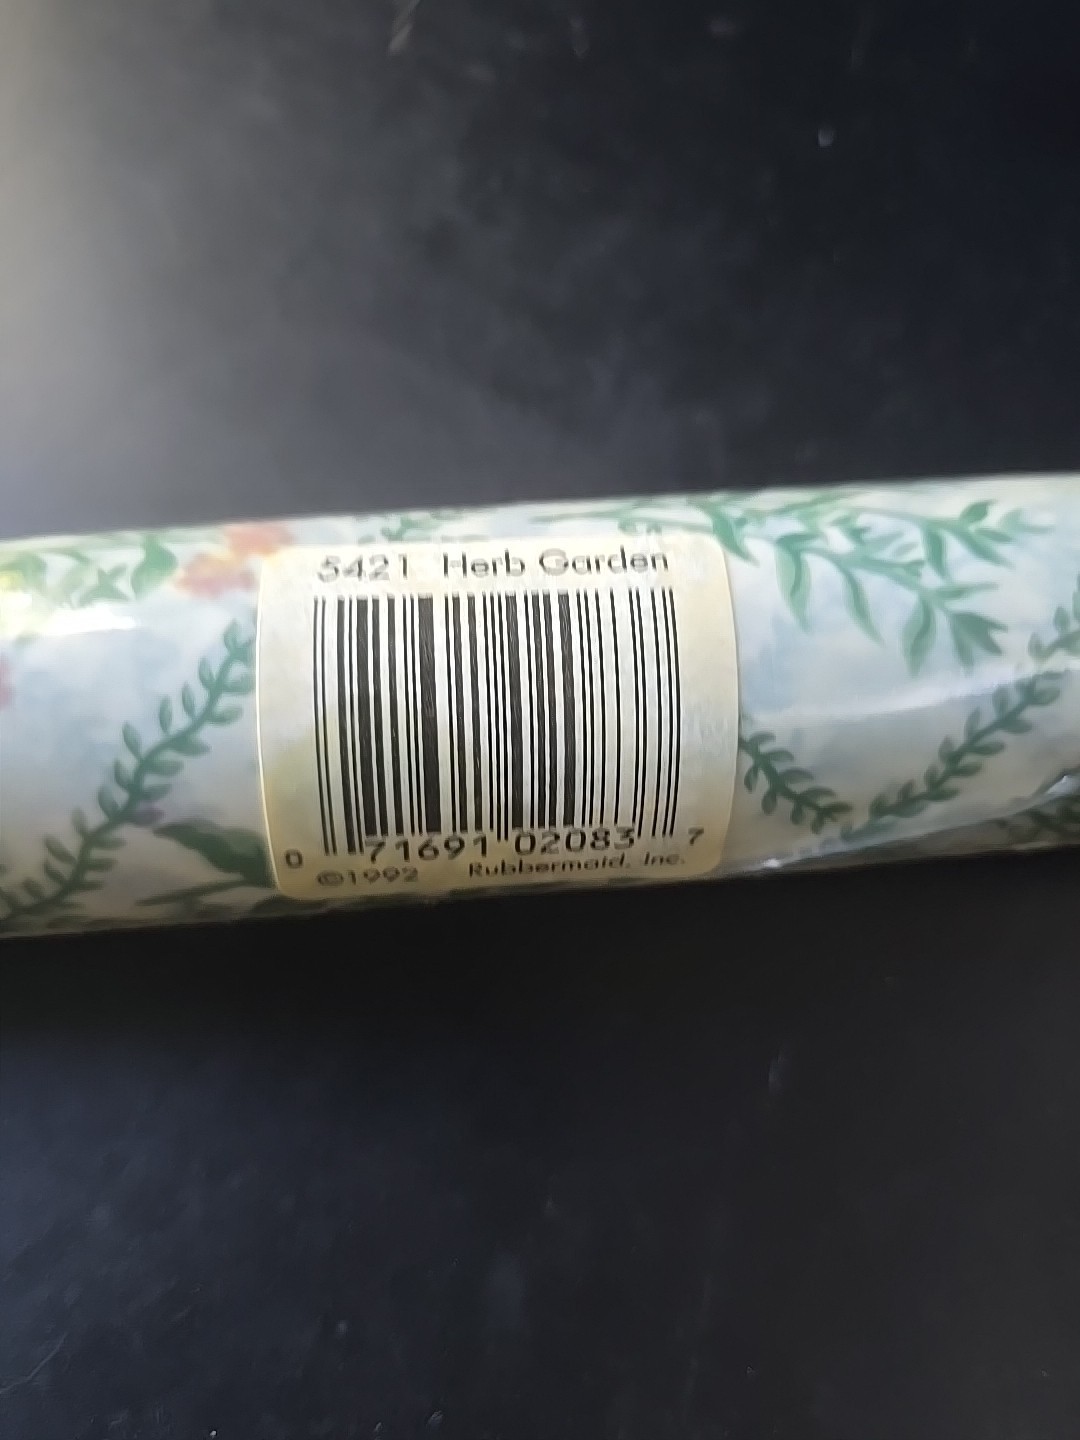 5421 Herb Garden
0 71691 02083 7
©1992 Rubbermaid, Inc.